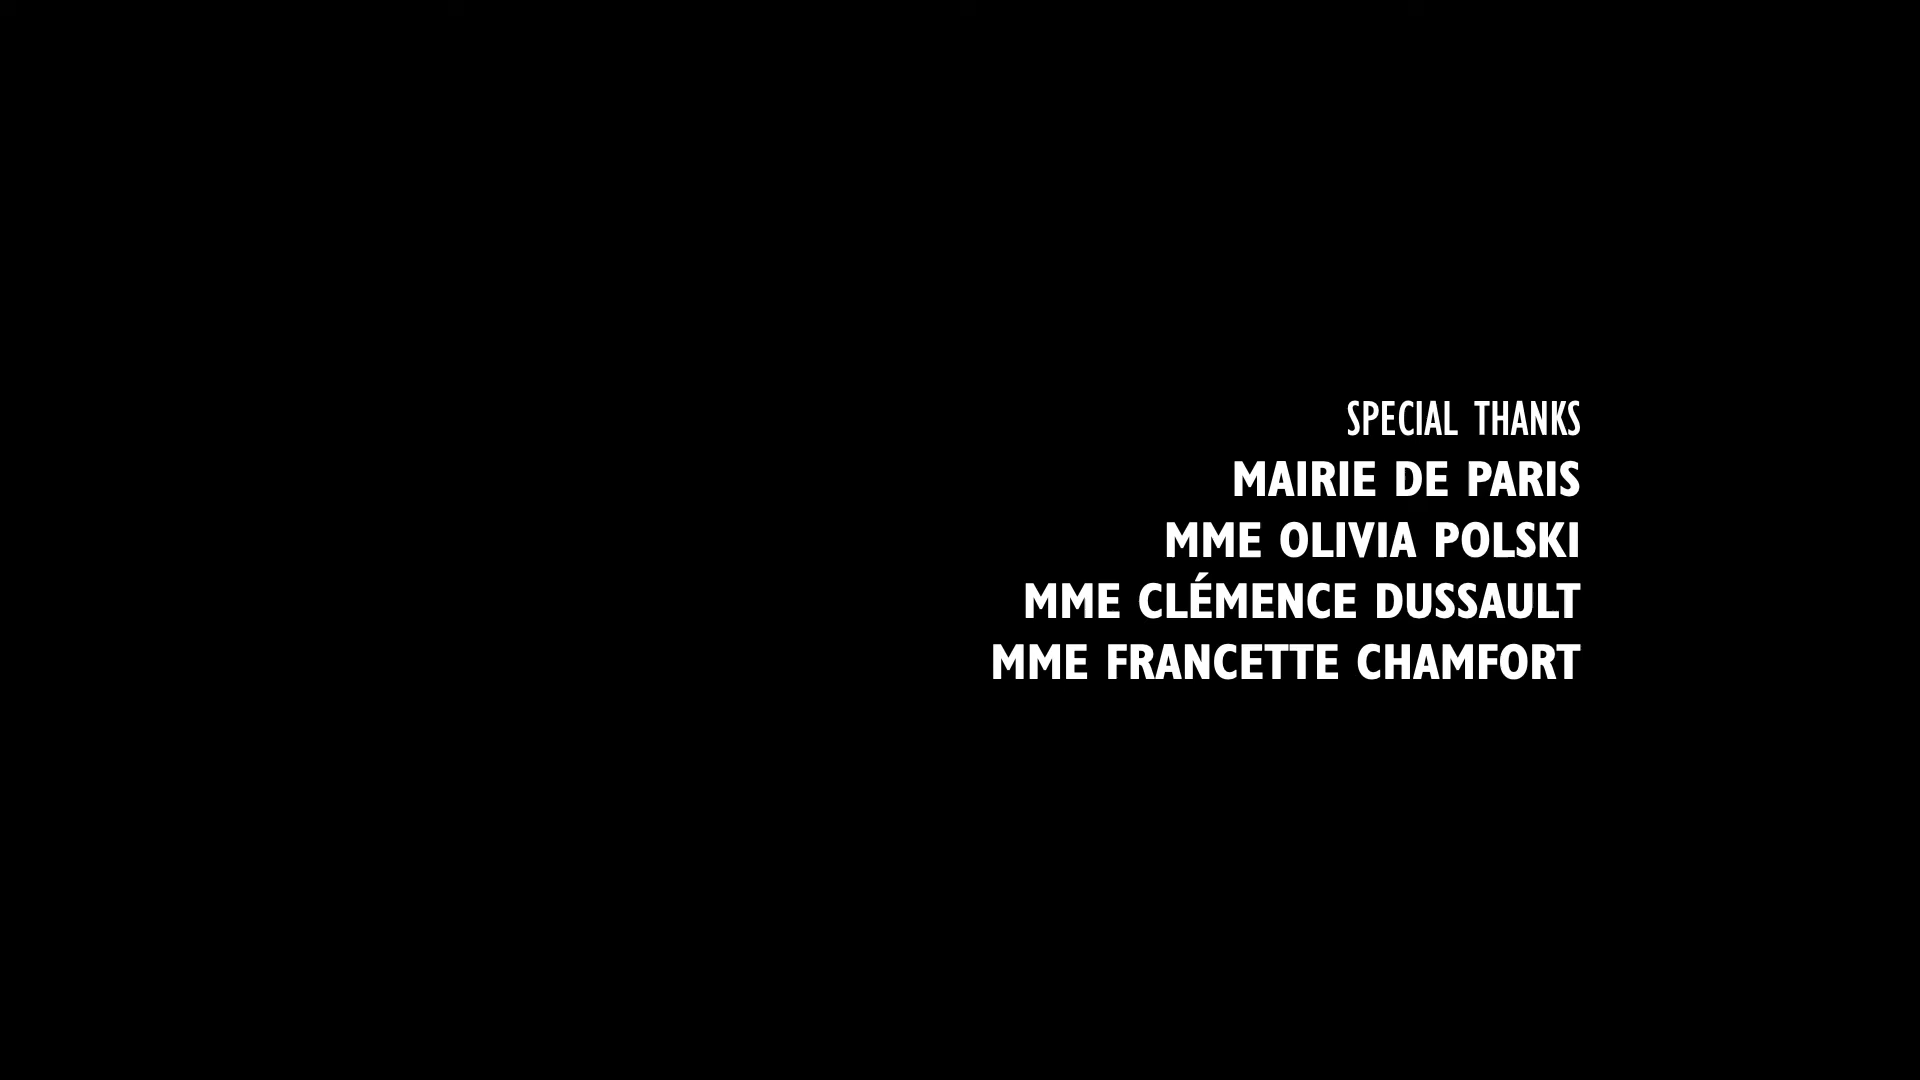 SPECIAL THANKS
MAIRIE DE PARIS
MME OLIVIA POLSKI
MME CLÉMENCE DUSSAULT
MME FRANCETTE CHAMFORT